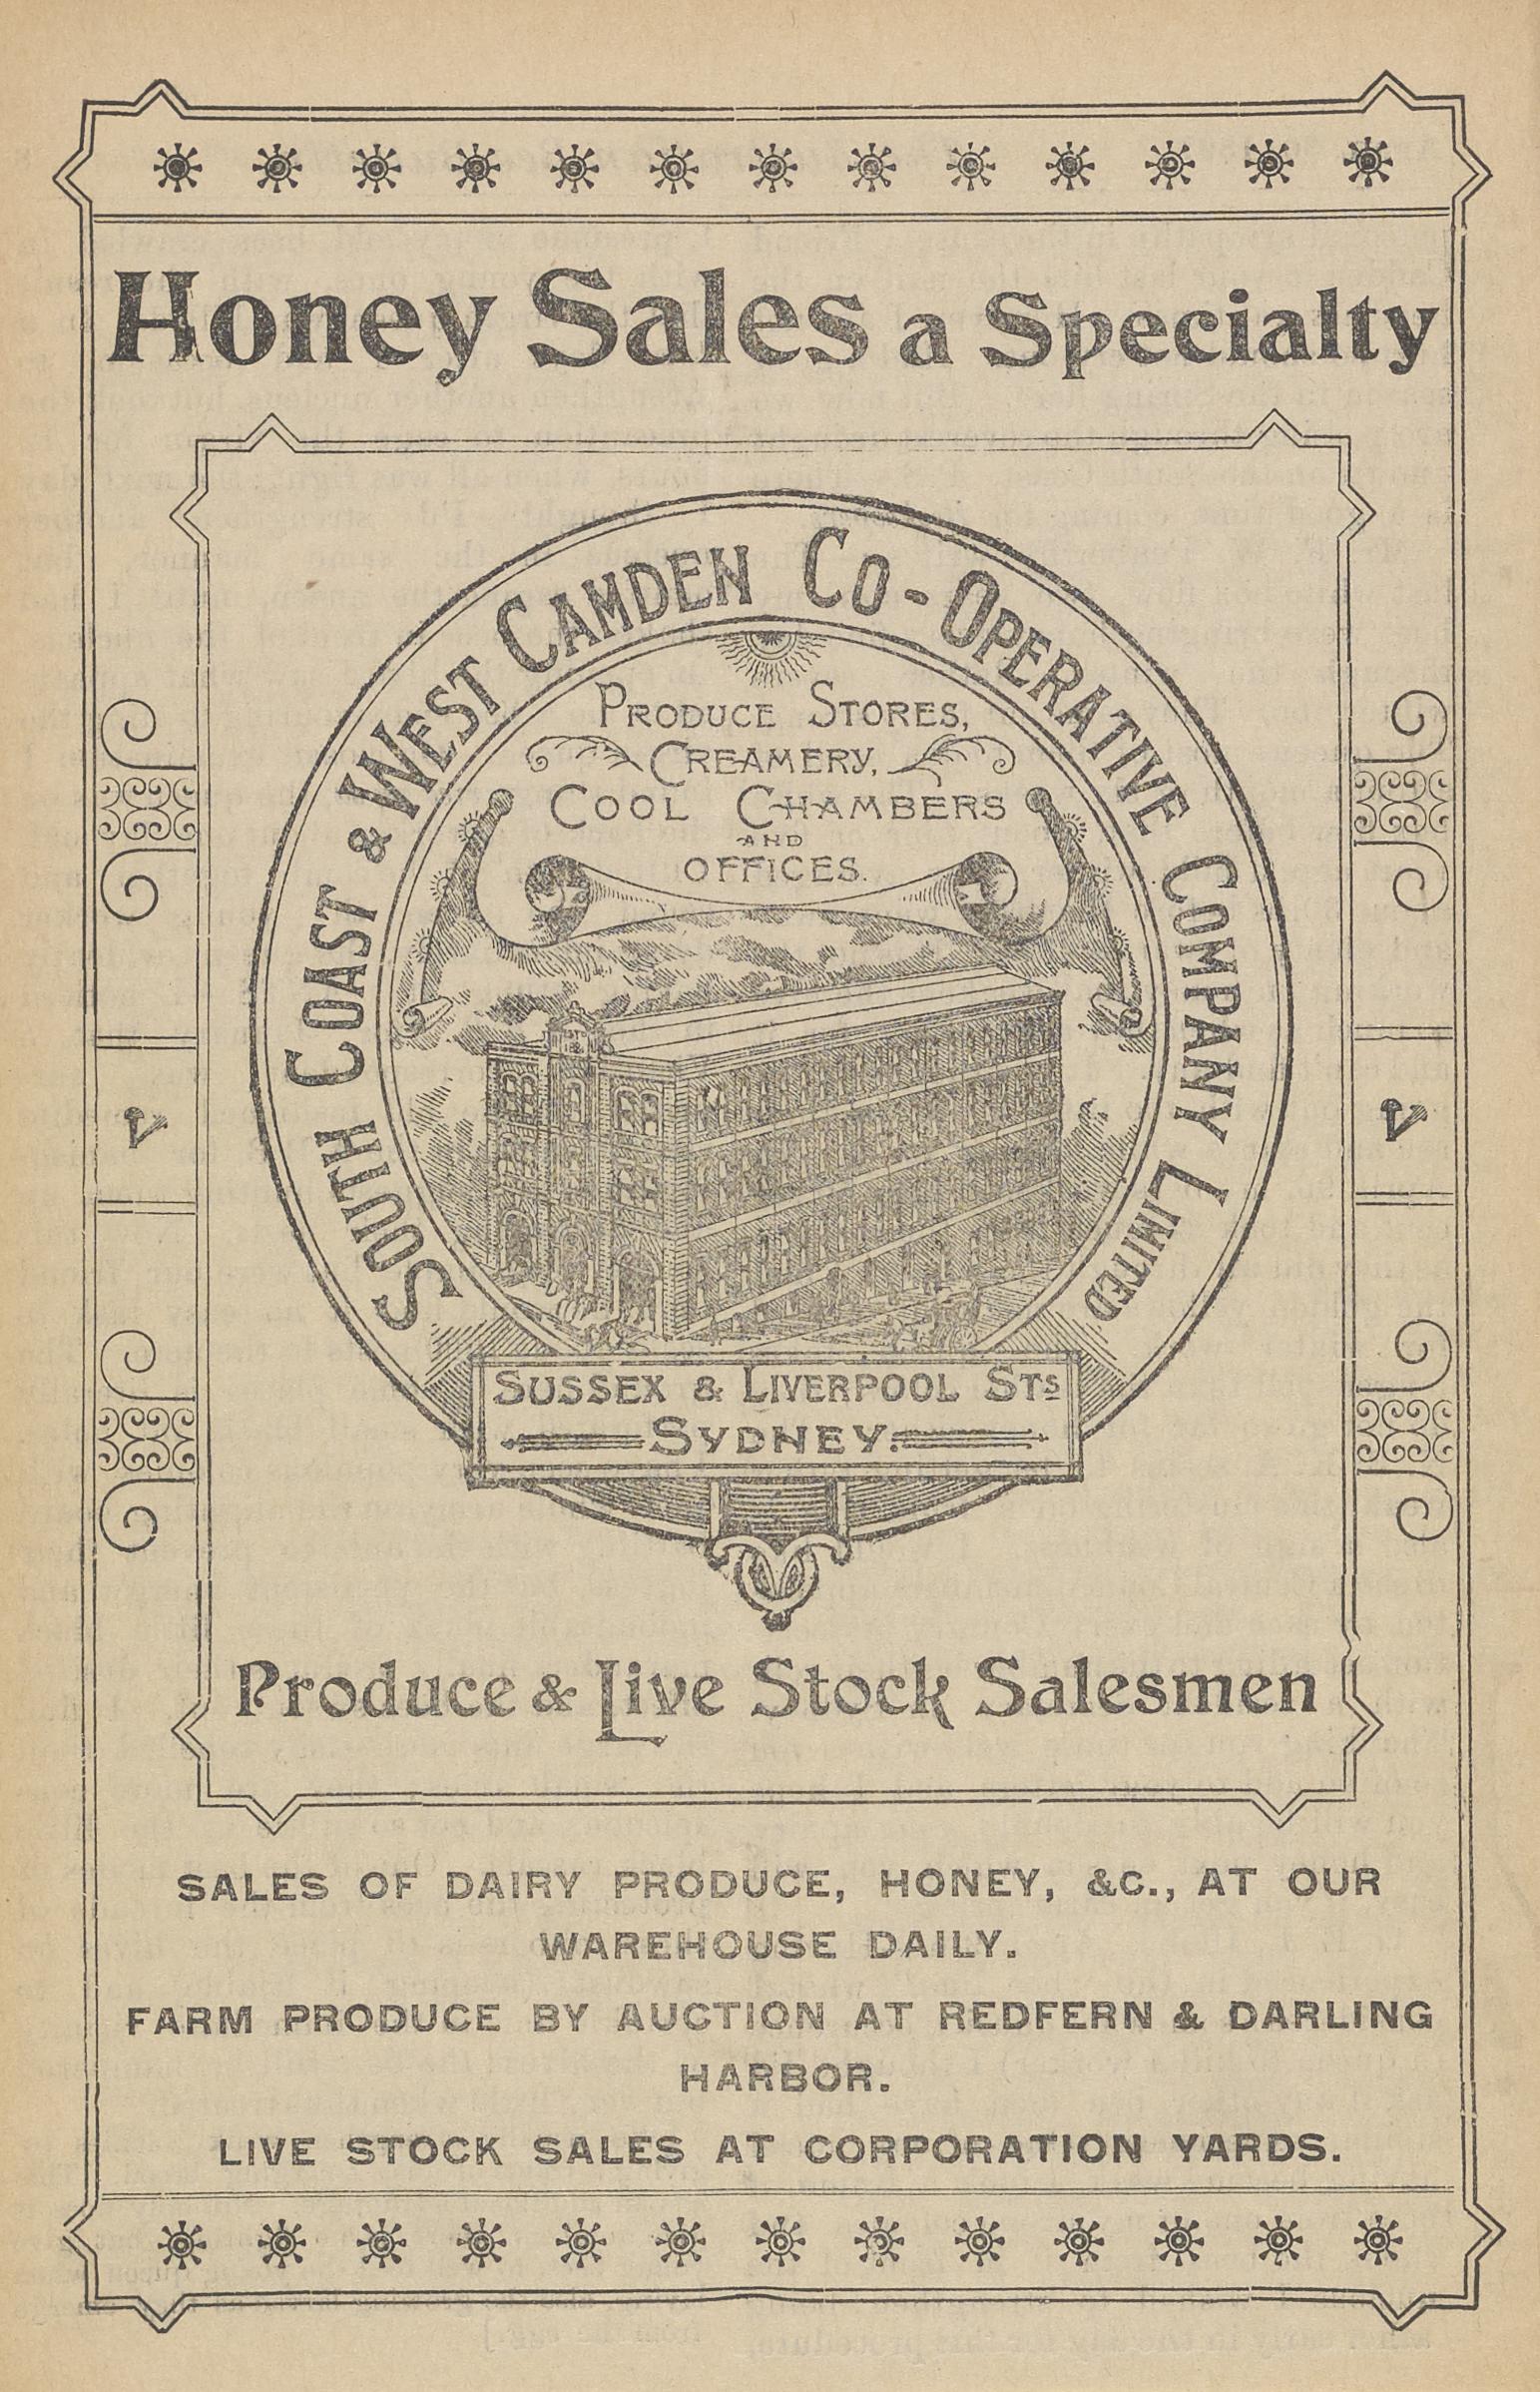 Honey Sales a Specialty
South Coast & West Camden Co-Operative Company Limited
Produce Stores,
Creamery,
Cool Chambers
AND
OFFICES.
Sussex & Liverpool Sts
Sydney.
Produce & Live Stock Salesmen
SALES OF DAIRY PRODUCE, HONEY, &C., AT OUR
WAREHOUSE DAILY.
FARM PRODUCE BY AUCTION AT REDFERN & DARLING
HARBOR.
LIVE STOCK SALES AT CORPORATION YARDS.